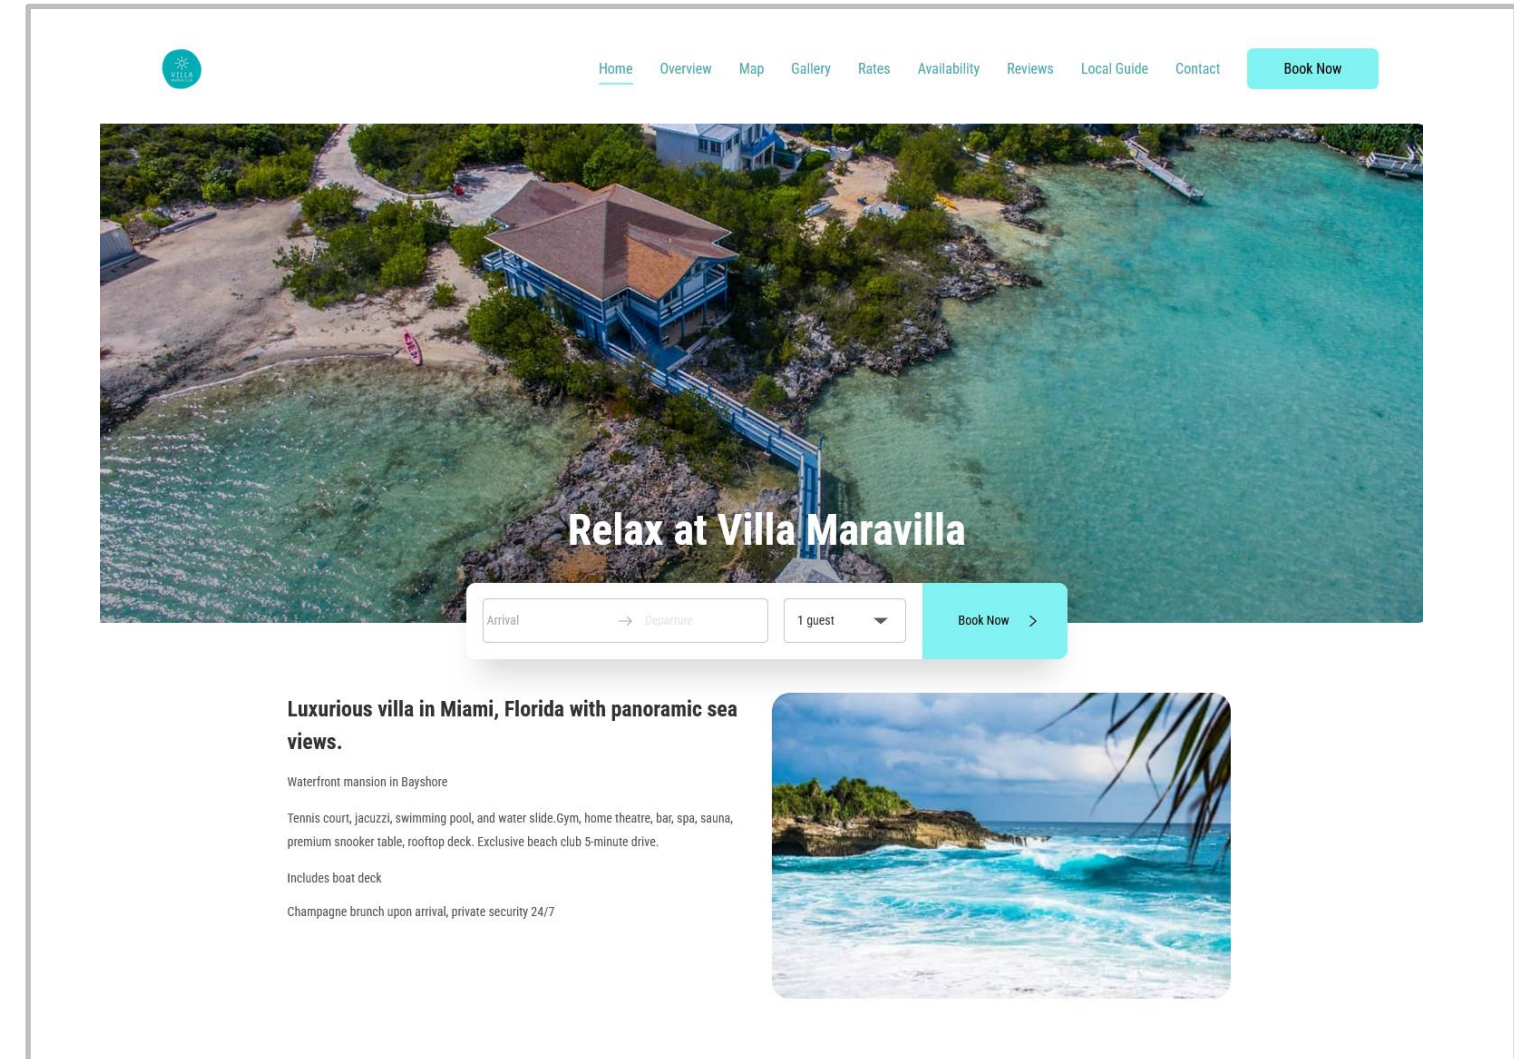 VILLA
Home Overview Map Gallery Rates Availability Reviews Local Guide Contact Book Now
Relax at Villa Maravilla
Arrival → Departure 1 guest Book Now
Luxurious villa in Miami, Florida with panoramic sea
views.
Waterfront mansion in Bayshore
Tennis court, jacuzzi, swimming pool, and water slide.Gym, home theatre, bar, spa, sauna,
premium snooker table, rooftop deck. Exclusive beach club 5-minute drive.
Includes boat deck
Champagne brunch upon arrival, private security 24/7